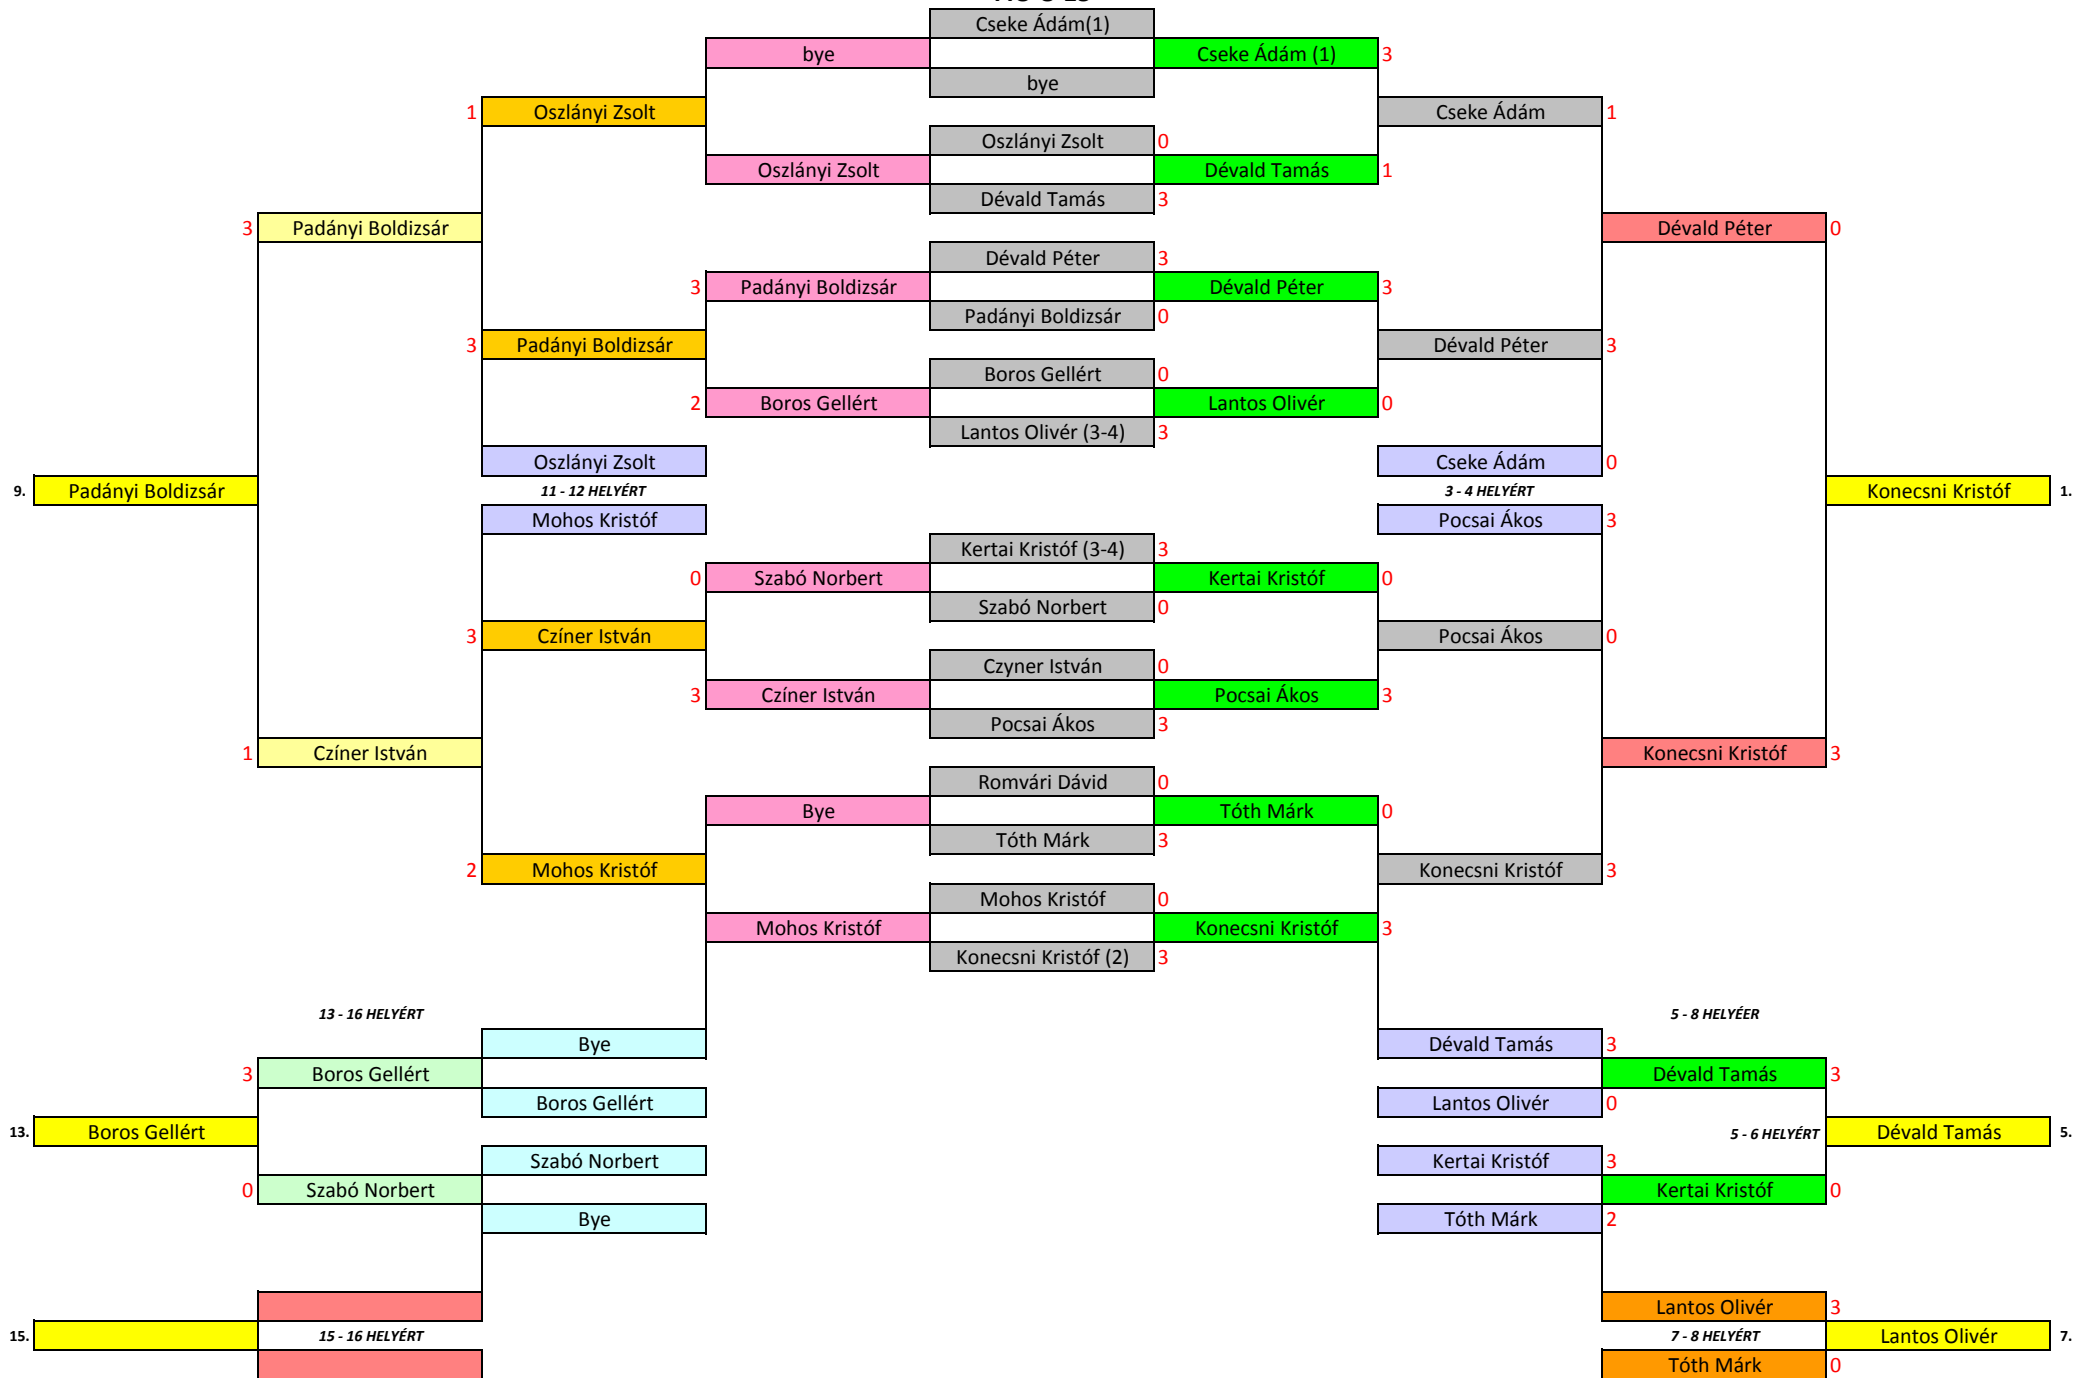 Cseke Ádám(1)
bye Cseke Ádám (1) 3
bye
1 Oszlányi Zsolt Cseke Ádám 1
Oszlányi Zsolt 0
Oszlányi Zsolt Dévald Tamás 1
Dévald Tamás 3
3 Padányi Boldizsár Dévald Péter 0
Dévald Péter 3
3 Padányi Boldizsár Dévald Péter 3
Padányi Boldizsár 0
3 Padányi Boldizsár Dévald Péter 3
Boros Gellért 0
2 Boros Gellért Lantos Olivér 0
Lantos Olivér (3-4) 3
Oszlányi Zsolt Cseke Ádám 0
9. Padányi Boldizsár 11 - 12 HELYÉRT 3 - 4 HELYÉRT Konecsni Kristóf 1.
Mohos Kristóf Pocsai Ákos 3
Kertai Kristóf (3-4) 3
0 Szabó Norbert Kertai Kristóf 0
Szabó Norbert 0
3 Czíner István Pocsai Ákos 0
Czyner István 0
3 Czíner István Pocsai Ákos 3
Pocsai Ákos 3
1 Czíner István Konecsni Kristóf 3
Romvári Dávid 0
Bye Tóth Márk 0
Tóth Márk 3
2 Mohos Kristóf Konecsni Kristóf 3
Mohos Kristóf 0
Mohos Kristóf Konecsni Kristóf 3
Konecsni Kristóf (2) 3
13 - 16 HELYÉRT 5 - 8 HELYÉER
Bye Dévald Tamás 3
3 Boros Gellért Dévald Tamás 3
Boros Gellért Lantos Olivér 0
13. Boros Gellért 5 - 6 HELYÉRT Dévald Tamás 5.
Szabó Norbert Kertai Kristóf 3
0 Szabó Norbert Kertai Kristóf 0
Bye Tóth Márk 2
Lantos Olivér 3
15. 15 - 16 HELYÉRT 7 - 8 HELYÉRT Lantos Olivér 7.
Tóth Márk 0